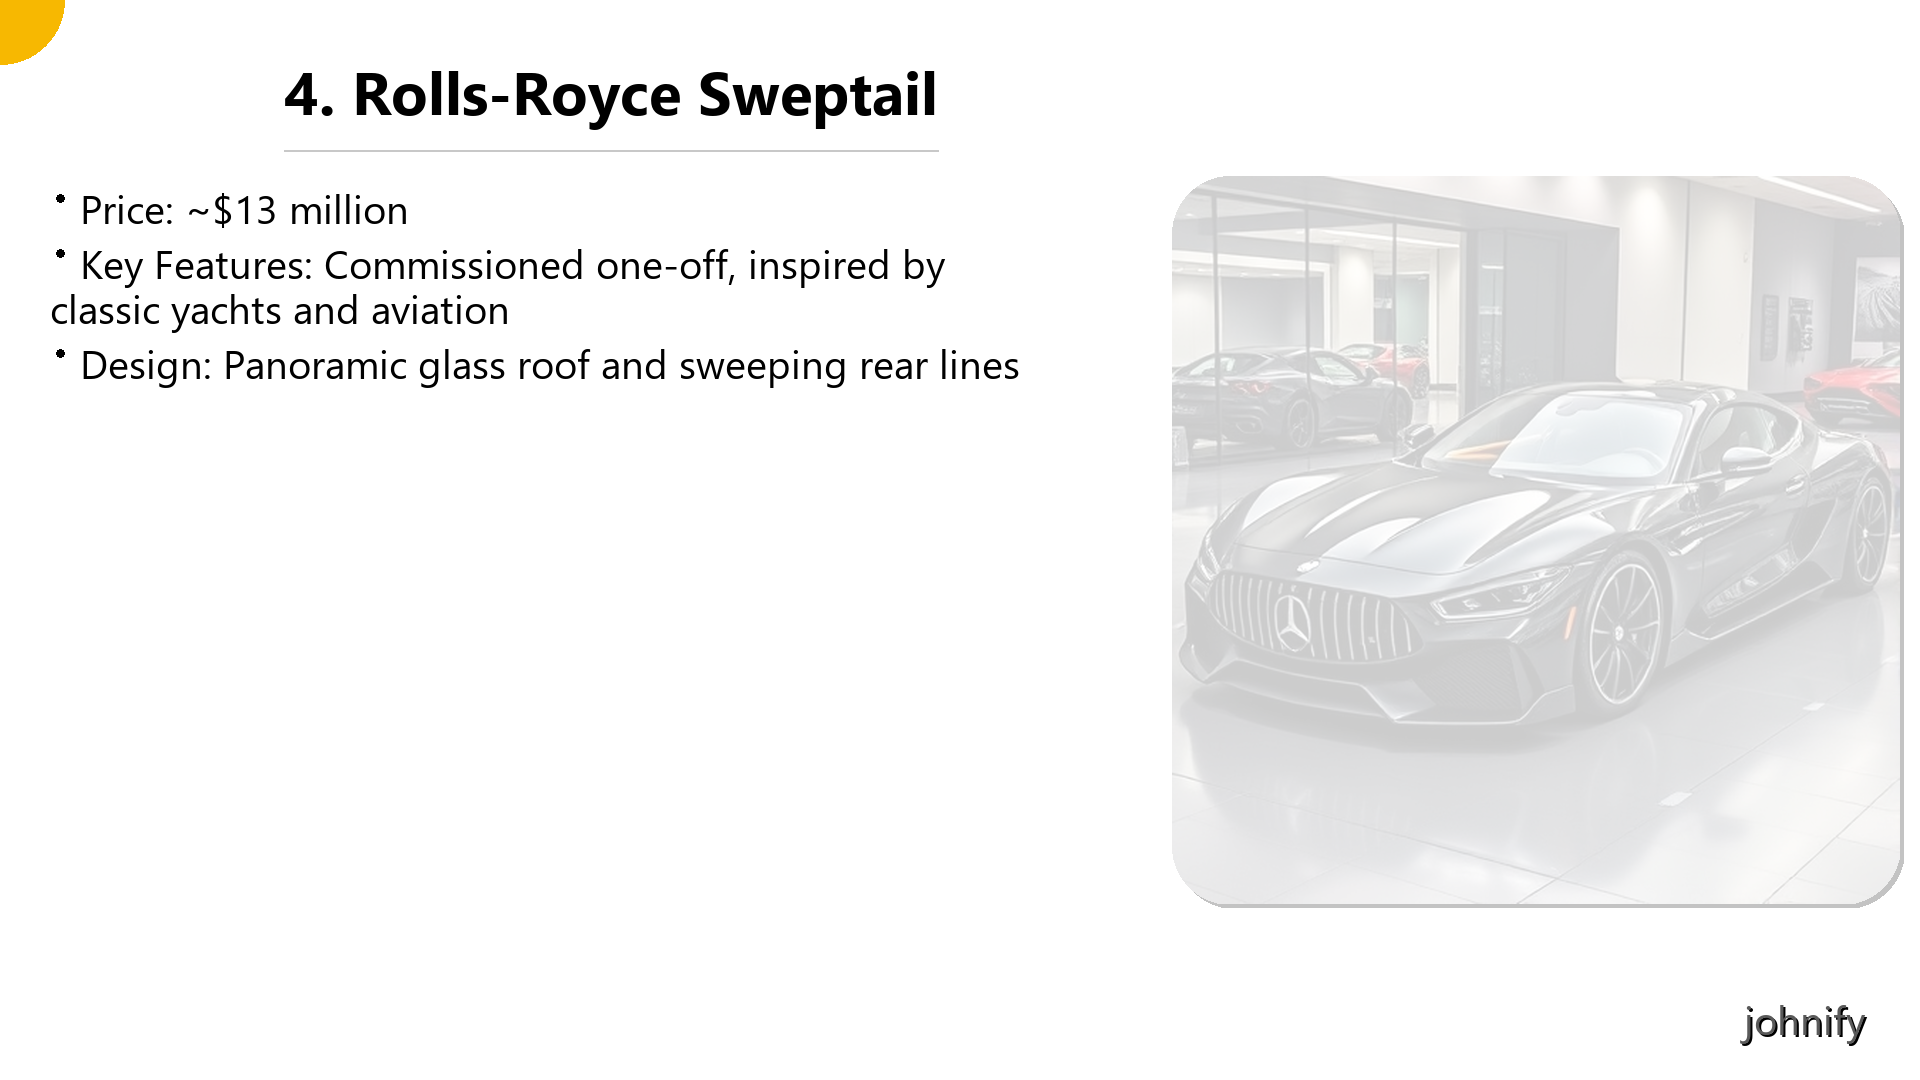 4. Rolls-Royce Sweptail
• Price: ~$13 million
• Key Features: Commissioned one-off, inspired by
classic yachts and aviation
• Design: Panoramic glass roof and sweeping rear lines
johnify